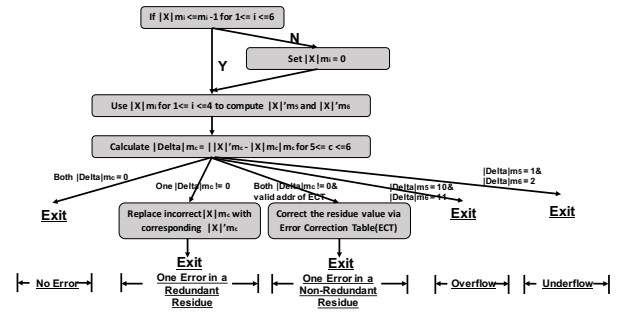 If |X|mi <=mi -1 for 1<= i <=6
N
Set |X|mi = 0
Y
Use |X|mi for 1<= i <=4 to compute |X|'m5 and |X|'m6
Calculate |Delta|mc = ||X|'mc - |X|mc|mc for 5<= c <=6
Both |Delta|mc = 0
One |Delta|mc != 0
Both |Delta|mc != 0&
valid addr of ECT
|Delta|m5 = 10&
|Delta|m6 = 11
|Delta|m5 = 1&
|Delta|m6 = 2
Exit
Replace incorrect |X|mc with
corresponding |X|'mc
Correct the residue value via
Error Correction Table(ECT)
Exit
Exit
Exit
Exit
No Error
One Error in a
Redundant
Residue
One Error in a
Non-Redundant
Residue
Overflow
Underflow